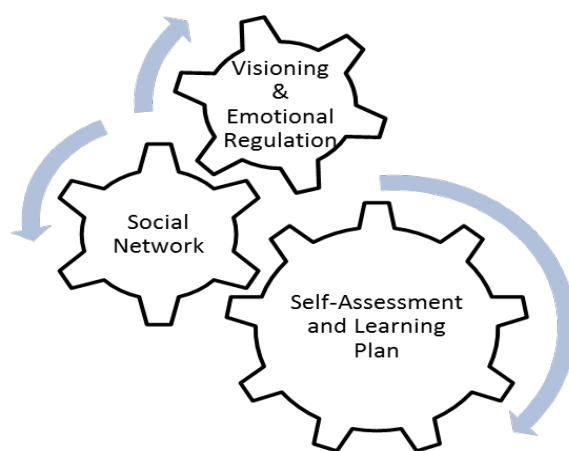 Visioning
&
Emotional
Regulation
Social
Network
Self-Assessment
and Learning
Plan